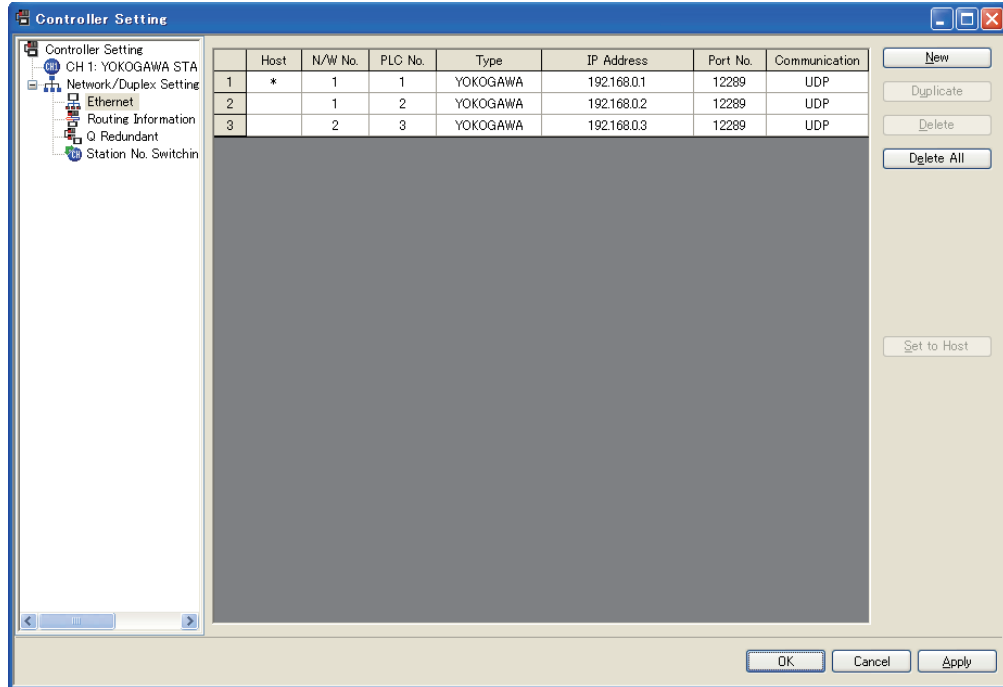 Controller Setting
Controller Setting
CH 1: YOKOGAWA STA
Network/Duplex Setting
Ethernet
Routing Information
Q Redundant
Station No. Switchin
Host N/W No. PLC No. Type IP Address Port No. Communication
1 * 1 1 YOKOGAWA 192.168.0.1 12289 UDP
2 1 2 YOKOGAWA 192.168.0.2 12289 UDP
3 2 3 YOKOGAWA 192.168.0.3 12289 UDP
New
Duplicate
Delete
Delete All
Set to Host
OK Cancel Apply